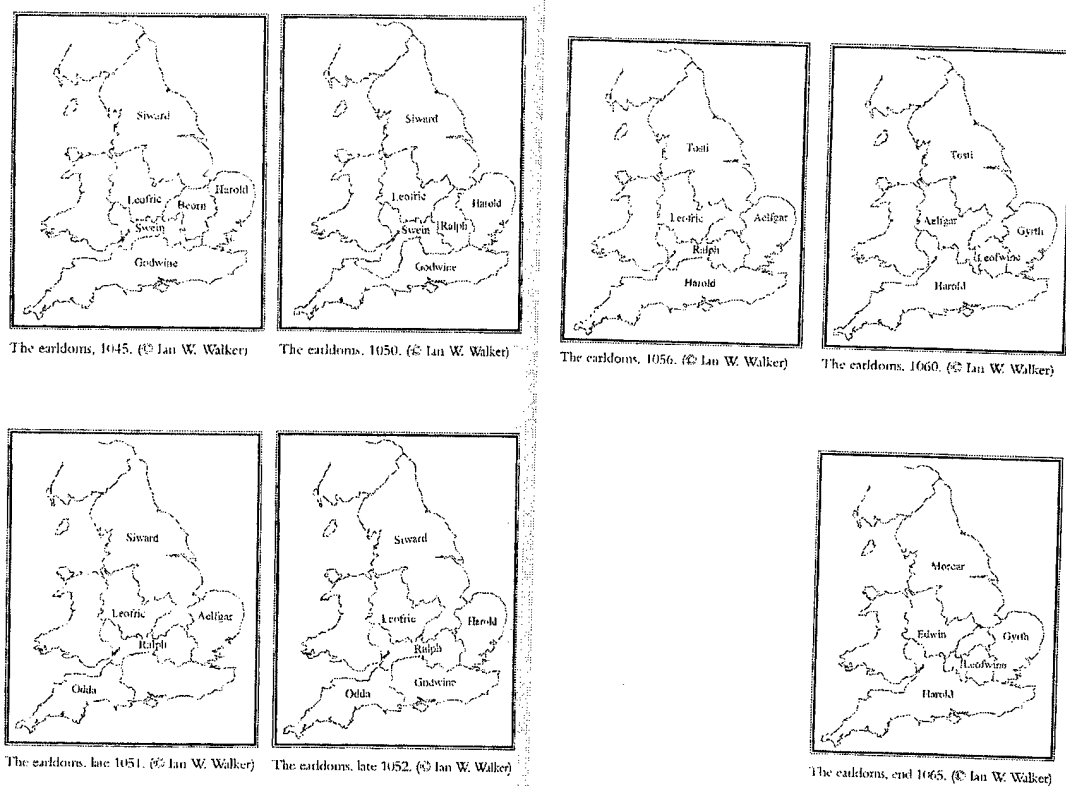 Siward
Harold
Leofric
Beorn
Swein
Godwine
The earldoms, 1045. (© Ian W. Walker)
Siward
Leofric
Harold
Swein
Ralph
Godwine
The earldoms, 1050. (© Ian W. Walker)
Tosti
Leofric
Aelfgar
Ralph
Harold
The earldoms, 1056. (© Ian W. Walker)
Tosti
Aelfgar
Gyrth
Leofwine
Harold
The earldoms, 1060. (© Ian W. Walker)
Siward
Leofric
Aelfgar
Ralph
Odda
The earldoms, late 1051. (© Ian W. Walker)
Siward
Leofric
Harold
Ralph
Godwine
Odda
The earldoms, late 1052. (© Ian W. Walker)
Morcar
Edwin
Gyrth
Leofwine
Harold
The earldoms, end 1065. (© Ian W. Walker)